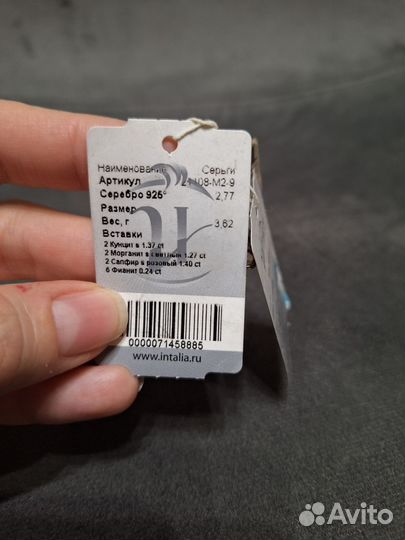 Наименование Серьги
Артикул 21108-М2-9
Серебро 925° 2,77
Размер
Вес, г 3,62
Вставки
2 Кунцит в 1.37 ct
2 Морганит в светлый 1.27 ct
2 Сапфир в розовый 1.40 ct
6 Фианит 0.24 ct
0000071458885
www.intalia.ru
Avito